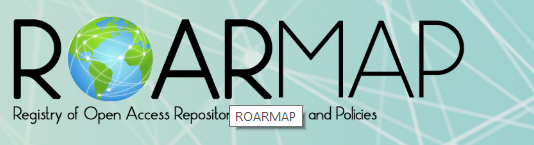 ROARMAP
Registry of Open Access Repositor ROARMAP and Policies